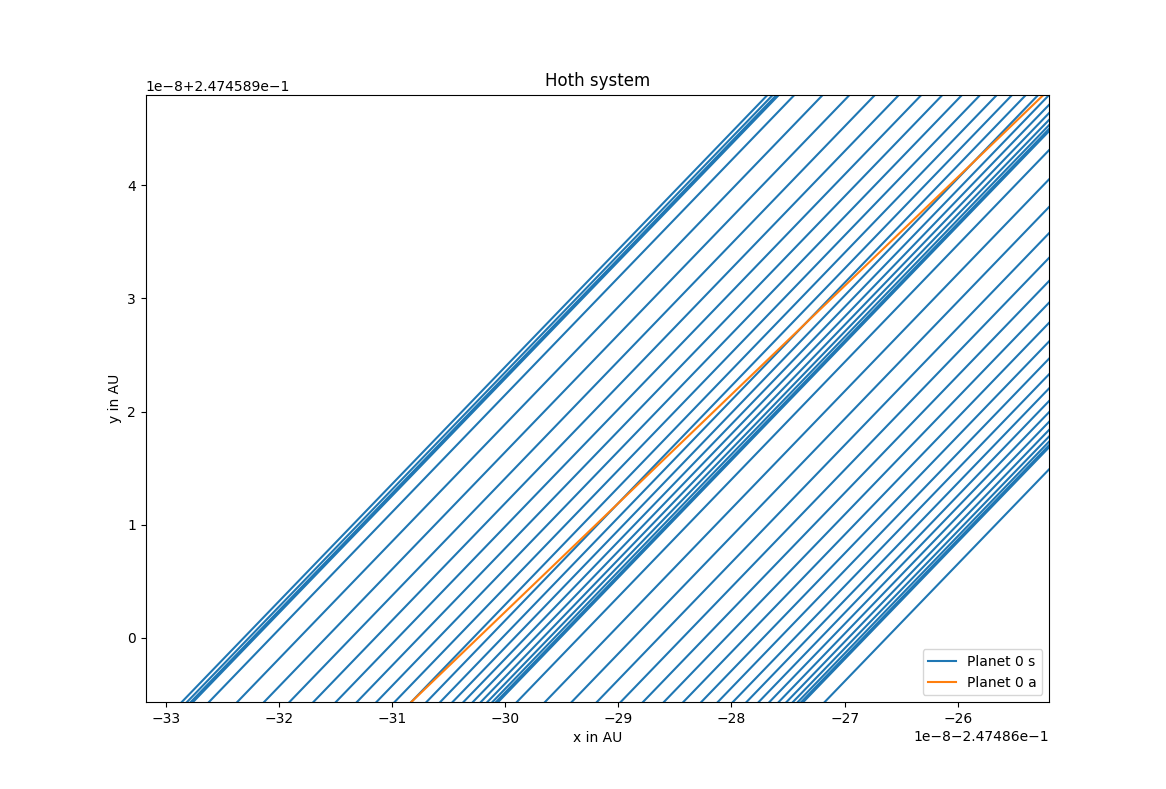 Hoth system
1e−8+2.474589e−1
4
3
2
1
0
y in AU
−33
−32
−31
−30
−29
−28
−27
−26
x in AU
1e−8−2.47486e−1
Planet 0 s
Planet 0 a